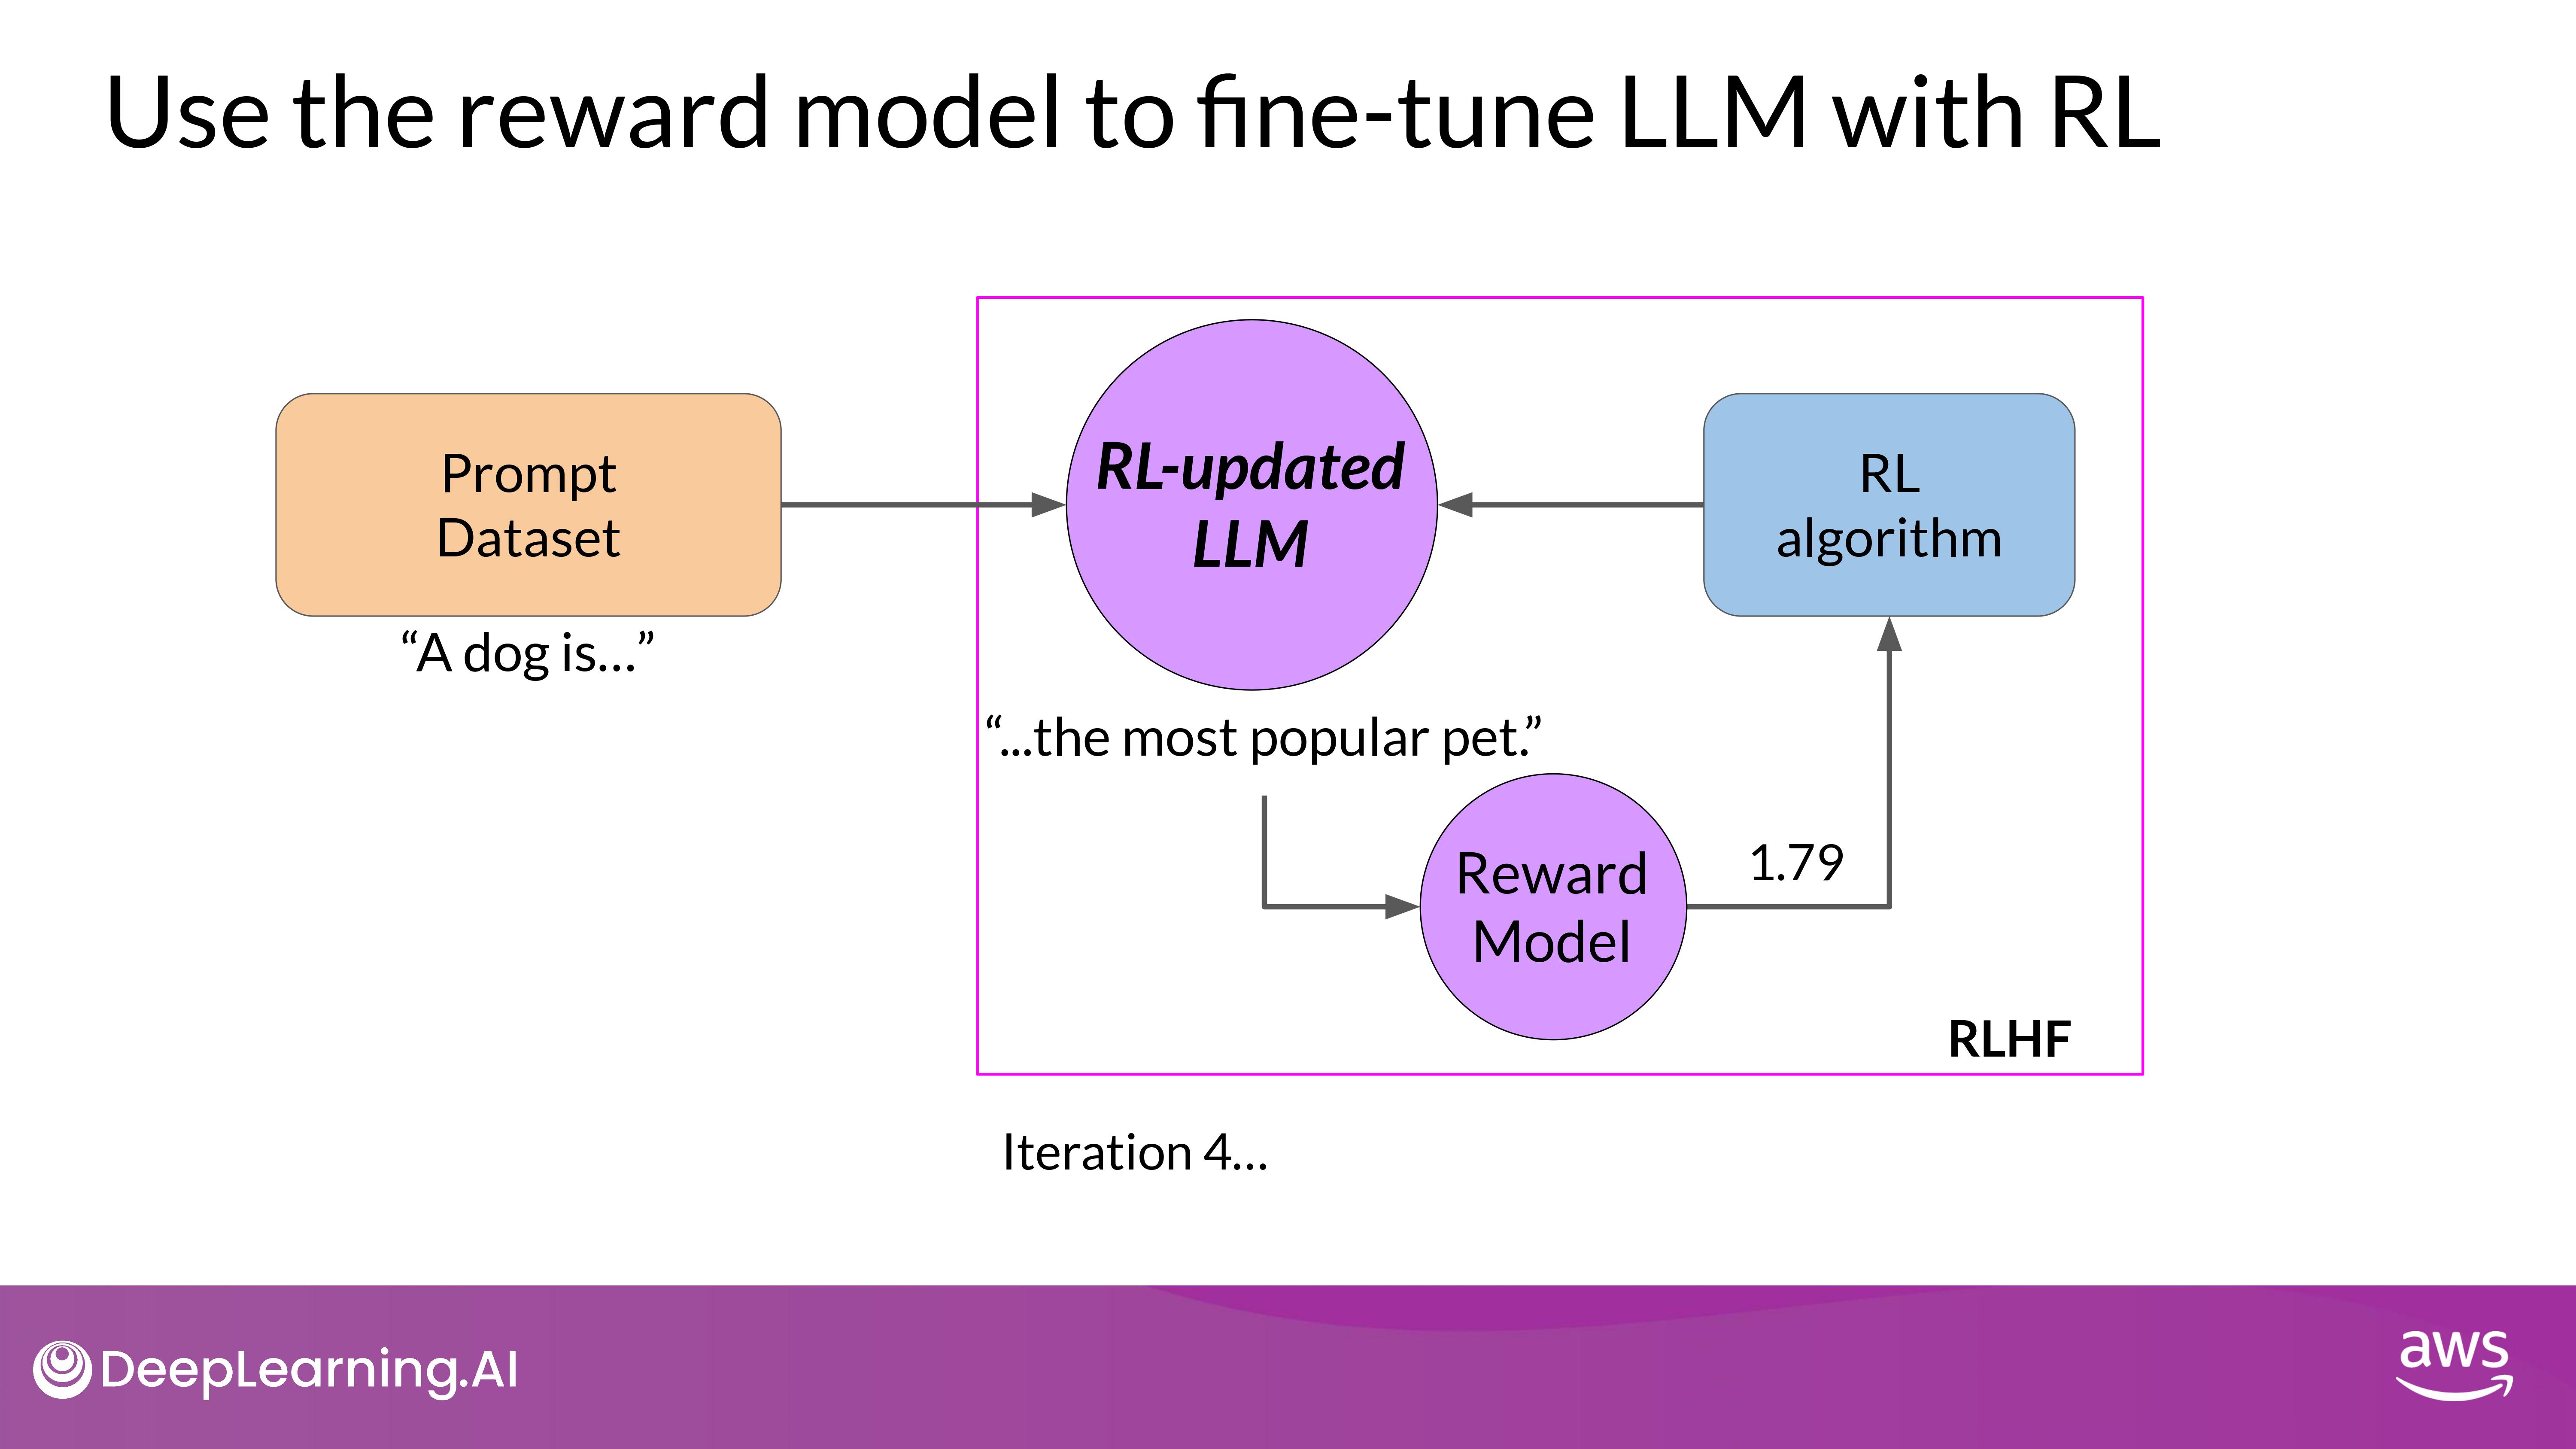 Use the reward model to fine-tune LLM with RL
Prompt
Dataset
“A dog is…”
RL-updated
LLM
RL
algorithm
“...the most popular pet.”
Reward
Model
1.79
RLHF
Iteration 4…
DeepLearning.AI
aws